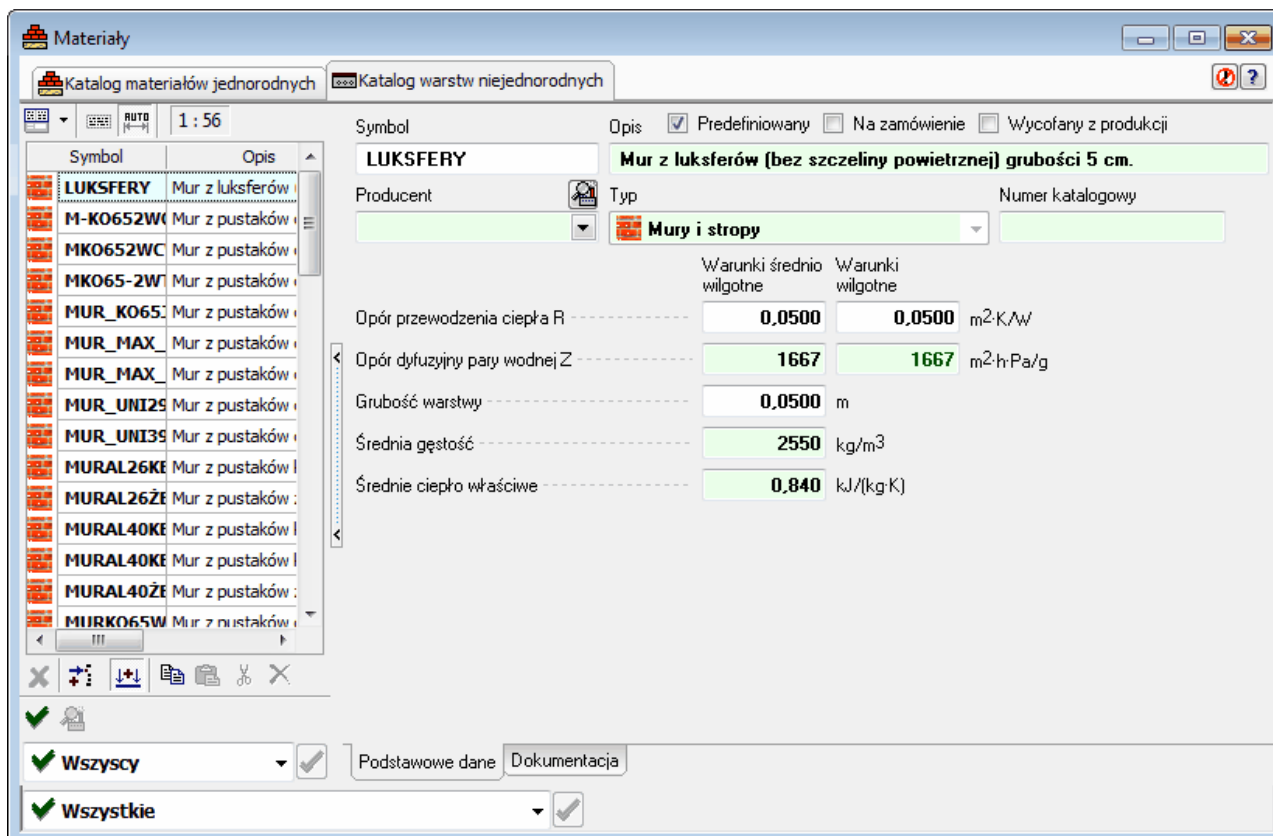 Materiały
Katalog materiałów jednorodnych
Katalog warstw niejednorodnych
AUTO
1 : 56
Symbol Opis
LUKSFERY Mur z luksferów
M-KO652W Mur z pustaków
MKO652WC Mur z pustaków
MKO65-2W Mur z pustaków
MUR_KO65 Mur z pustaków
MUR_MAX_ Mur z pustaków
MUR_MAX_ Mur z pustaków
MUR_UNI29 Mur z pustaków
MUR_UNI39 Mur z pustaków
MURAL26KE Mur z pustaków
MURAL26ŻE Mur z pustaków
MURAL40KE Mur z pustaków
MURAL40KE Mur z pustaków
MURAL40ŻE Mur z pustaków
MURKO65W Mur z pustaków
Wszyscy
Wszystkie
Symbol
LUKSFERY
Opis Predefiniowany Na zamówienie Wycofany z produkcji
Mur z luksferów (bez szczeliny powietrznej) grubości 5 cm.
Producent
Typ
Mury i stropy
Numer katalogowy
Warunki średnio wilgotne
Warunki wilgotne
Opór przewodzenia ciepła R 0,0500 0,0500 m2·K/W
Opór dyfuzyjny pary wodnej Z 1667 1667 m2·h·Pa/g
Grubość warstwy 0,0500 m
Średnia gęstość 2550 kg/m3
Średnie ciepło właściwe 0,840 kJ/(kg·K)
Podstawowe dane
Dokumentacja